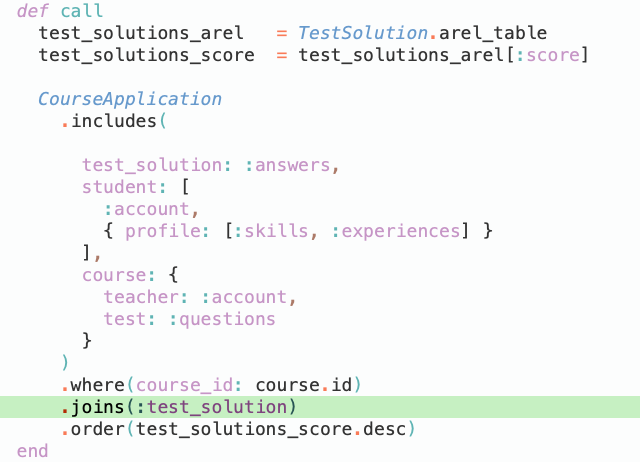 def call
  test_solutions_arel   = TestSolution.arel_table
  test_solutions_score  = test_solutions_arel[:score]

  CourseApplication
    .includes(

      test_solution: :answers,
      student: [
        :account,
        { profile: [:skills, :experiences] }
      ],
      course: {
        teacher: :account,
        test: :questions
      }
    )
    .where(course_id: course.id)
    .joins(:test_solution)
    .order(test_solutions_score.desc)
end